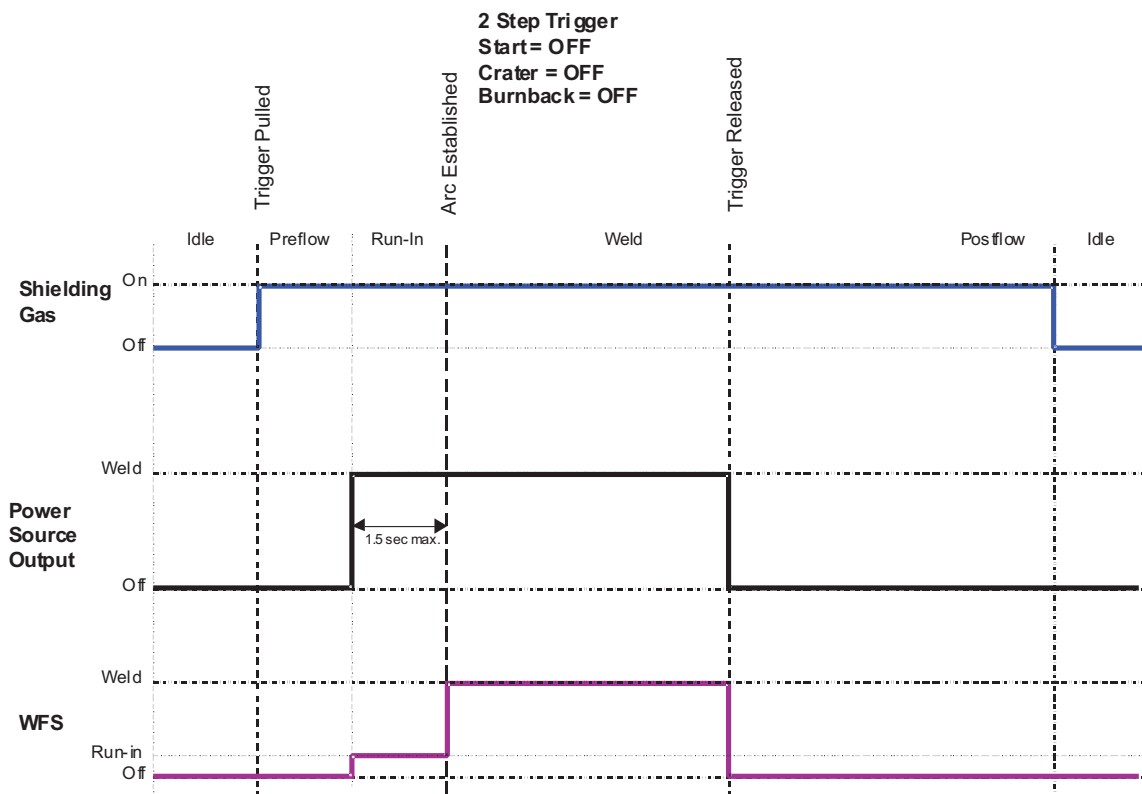 2 Step Trigger
Start = OFF
Crater = OFF
Burnback = OFF
Trigger Pulled
Arc Established
Trigger Released
Idle
Preflow
Run-In
Weld
Postflow
Idle
Shielding
Gas
On
Off
Power
Source
Output
Weld
1.5 sec max.
Off
WFS
Weld
Run-in
Off